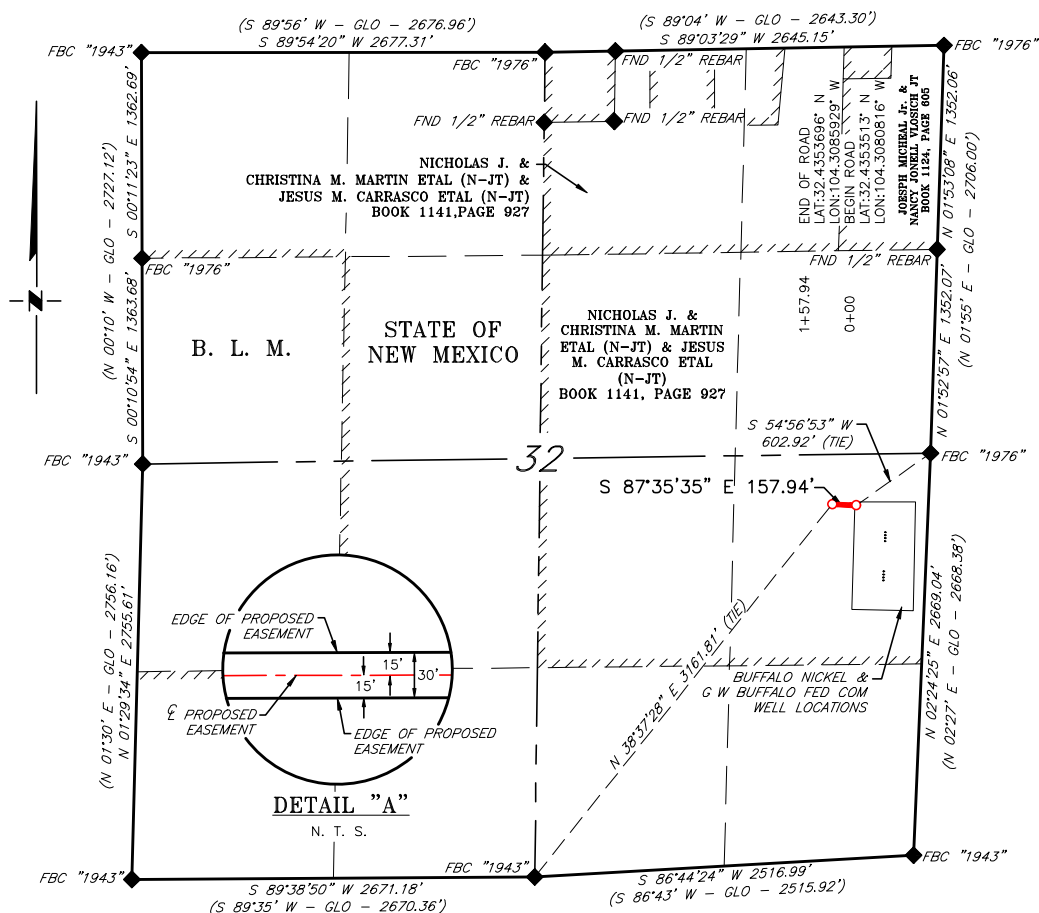 (S 89°56' W - GLO - 2676.96')
S 89°54'20" W 2677.31'
(S 89°04' W - GLO - 2643.30')
S 89°03'29" W 2645.15'
FBC "1943"
FBC "1976"
FND 1/2" REBAR
FBC "1976"
FND 1/2" REBAR
FND 1/2" REBAR
(N 00°10' W - GLO - 2727.12')
S 00°11'23" E 1362.69'
S 00°10'54" E 1363.68'
N
NICHOLAS J. &
CHRISTINA M. MARTIN ETAL (N-JT) &
JESUS M. CARRASCO ETAL (N-JT)
BOOK 1141,PAGE 927
END OF ROAD
LAT:32.4353696° N
LON:104.3085929° W
BEGIN ROAD
LAT:32.4353513° N
LON:104.3080816° W
JOESPH MICHEAL Jr. &
NANCY JONELL VLOSICH JT
BOOK 1124, PAGE 605
N 01°53'08" E 1352.06'
(N 01°55' E - GLO - 2706.00')
N 01°52'57" E 1352.07'
FBC "1976"
FND 1/2" REBAR
1+57.94
0+00
B. L. M.
STATE OF
NEW MEXICO
NICHOLAS J. &
CHRISTINA M. MARTIN
ETAL (N-JT) & JESUS
M. CARRASCO ETAL
(N-JT)
BOOK 1141, PAGE 927
S 54°56'53" W
602.92' (TIE)
FBC "1943"
32
FBC "1976"
S 87°35'35" E 157.94'
(N 01°30' E - GLO - 2756.16')
N 01°29'34" E 2755.61'
EDGE OF PROPOSED
EASEMENT
15'
30'
15'
℄ PROPOSED
EASEMENT
EDGE OF PROPOSED
EASEMENT
DETAIL "A"
N. T. S.
N 38°37'28" E 3161.81' (TIE)
BUFFALO NICKEL &
G W BUFFALO FED COM
WELL LOCATIONS
N 02°24'25" E 2669.04'
(N 02°27' E - GLO - 2668.38')
FBC "1943"
FBC "1943"
FBC "1943"
S 89°38'50" W 2671.18'
(S 89°35' W - GLO - 2670.36')
S 86°44'24" W 2516.99'
(S 86°43' W - GLO - 2515.92')